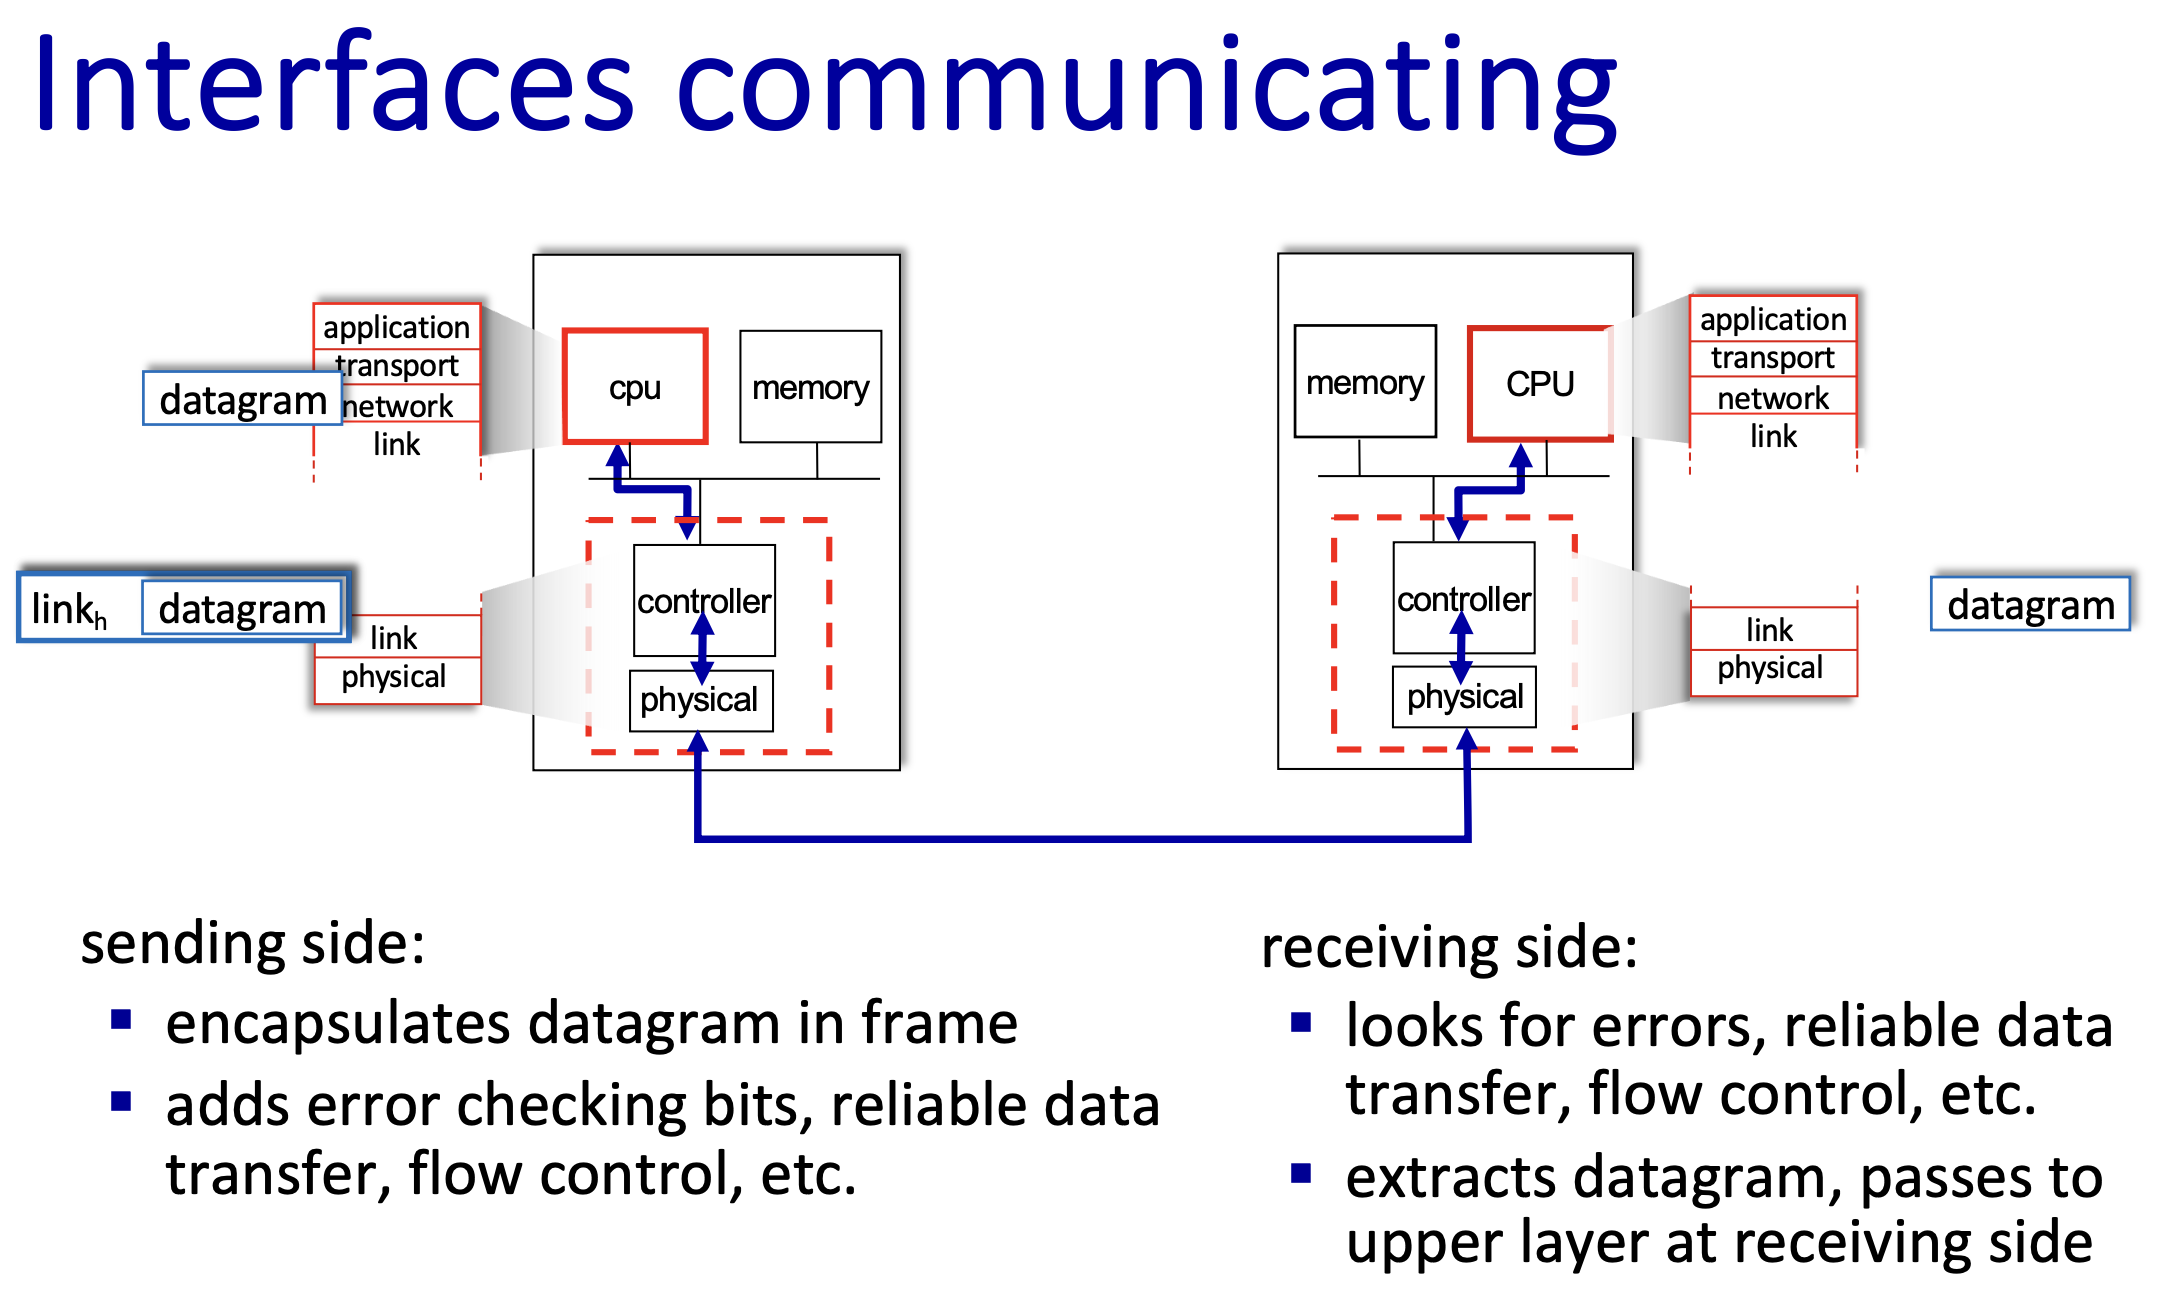 Interfaces communicating
application
transport
datagram
network
link
cpu
memory
memory
CPU
application
transport
network
link
linkh
datagram
link
physical
controller
physical
controller
physical
link
physical
datagram
sending side:
encapsulates datagram in frame
adds error checking bits, reliable data
transfer, flow control, etc.
receiving side:
looks for errors, reliable data
transfer, flow control, etc.
extracts datagram, passes to
upper layer at receiving side